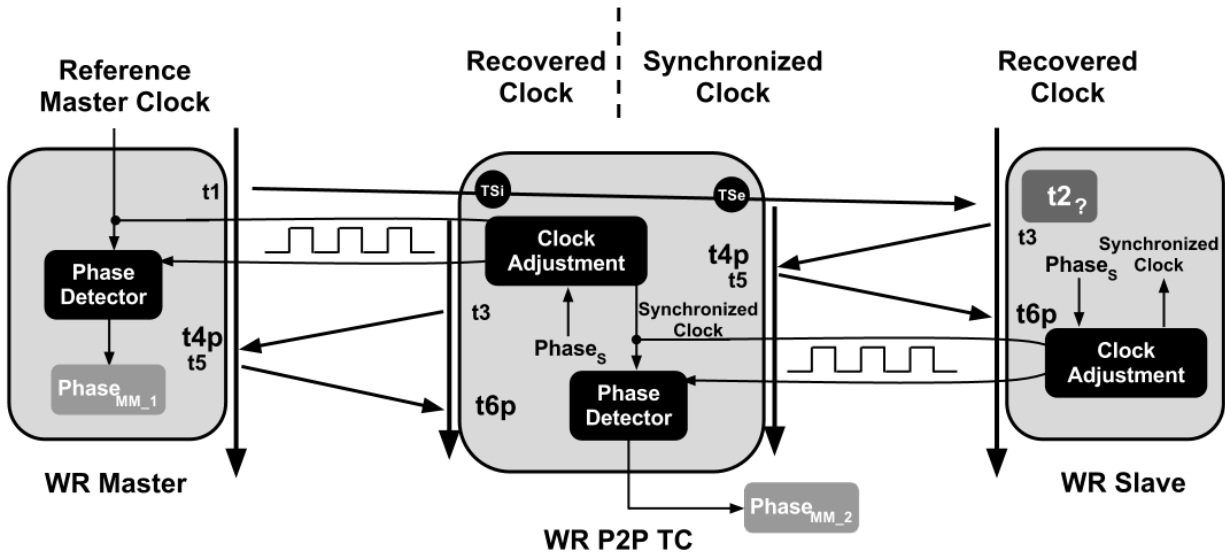 Reference
Master Clock
Recovered
Clock
Synchronized
Clock
Recovered
Clock
t1
TSi
TSe
t2?
t3
Synchronized
Clock
Phase
Detector
Clock
Adjustment
t4p
t5
PhaseS
t6p
t4p
t5
t3
Synchronized
Clock
PhaseS
Clock
Adjustment
PhaseMM_1
t6p
Phase
Detector
WR Master
WR Slave
PhaseMM_2
WR P2P TC